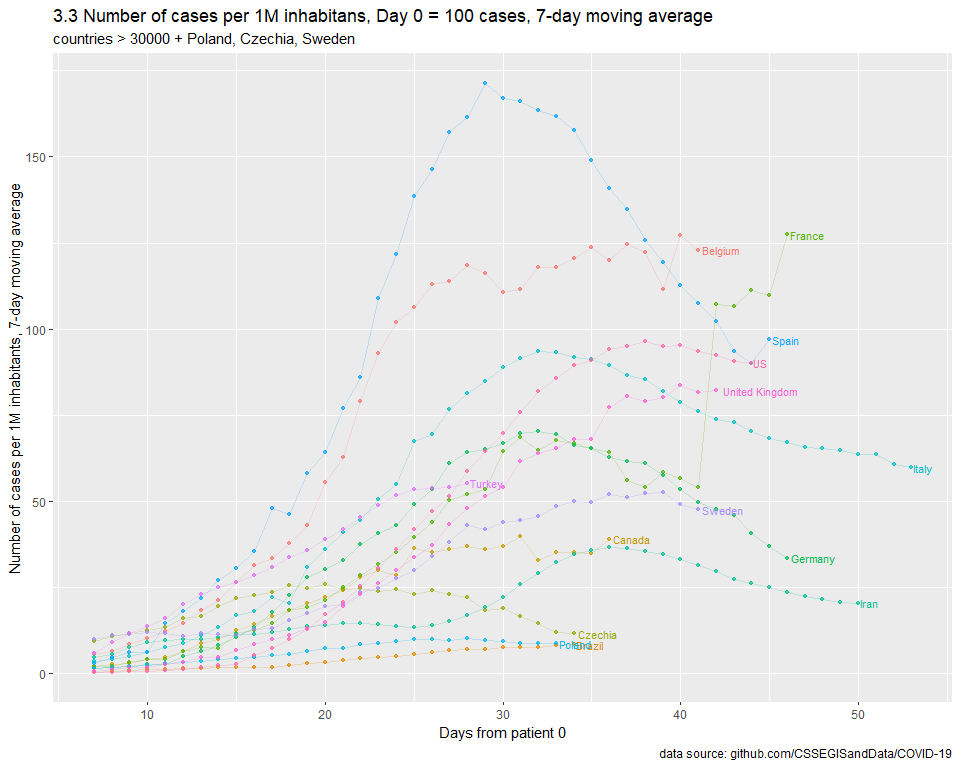 3.3 Number of cases per 1M inhabitans, Day 0 = 100 cases, 7-day moving average
countries > 30000 + Poland, Czechia, Sweden
Number of cases per 1M inhabitants, 7-day moving average
150
100
50
0
France
Belgium
Spain
US
United Kingdom
Italy
Turkey
Sweden
Canada
Germany
Iran
Czechia
Poland
Brazil
10
20
30
40
50
Days from patient 0
data source: github.com/CSSEGISandData/COVID-19